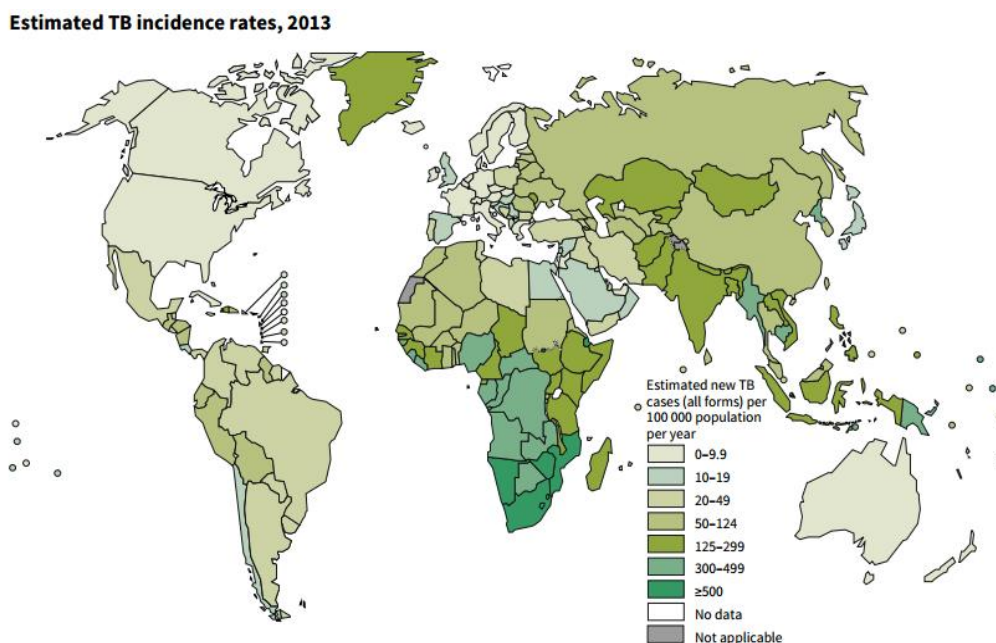 Estimated TB incidence rates, 2013
Estimated new TB
cases (all forms) per
100 000 population
per year
0–9.9
10–19
20–49
50–124
125–299
300–499
≥500
No data
Not applicable